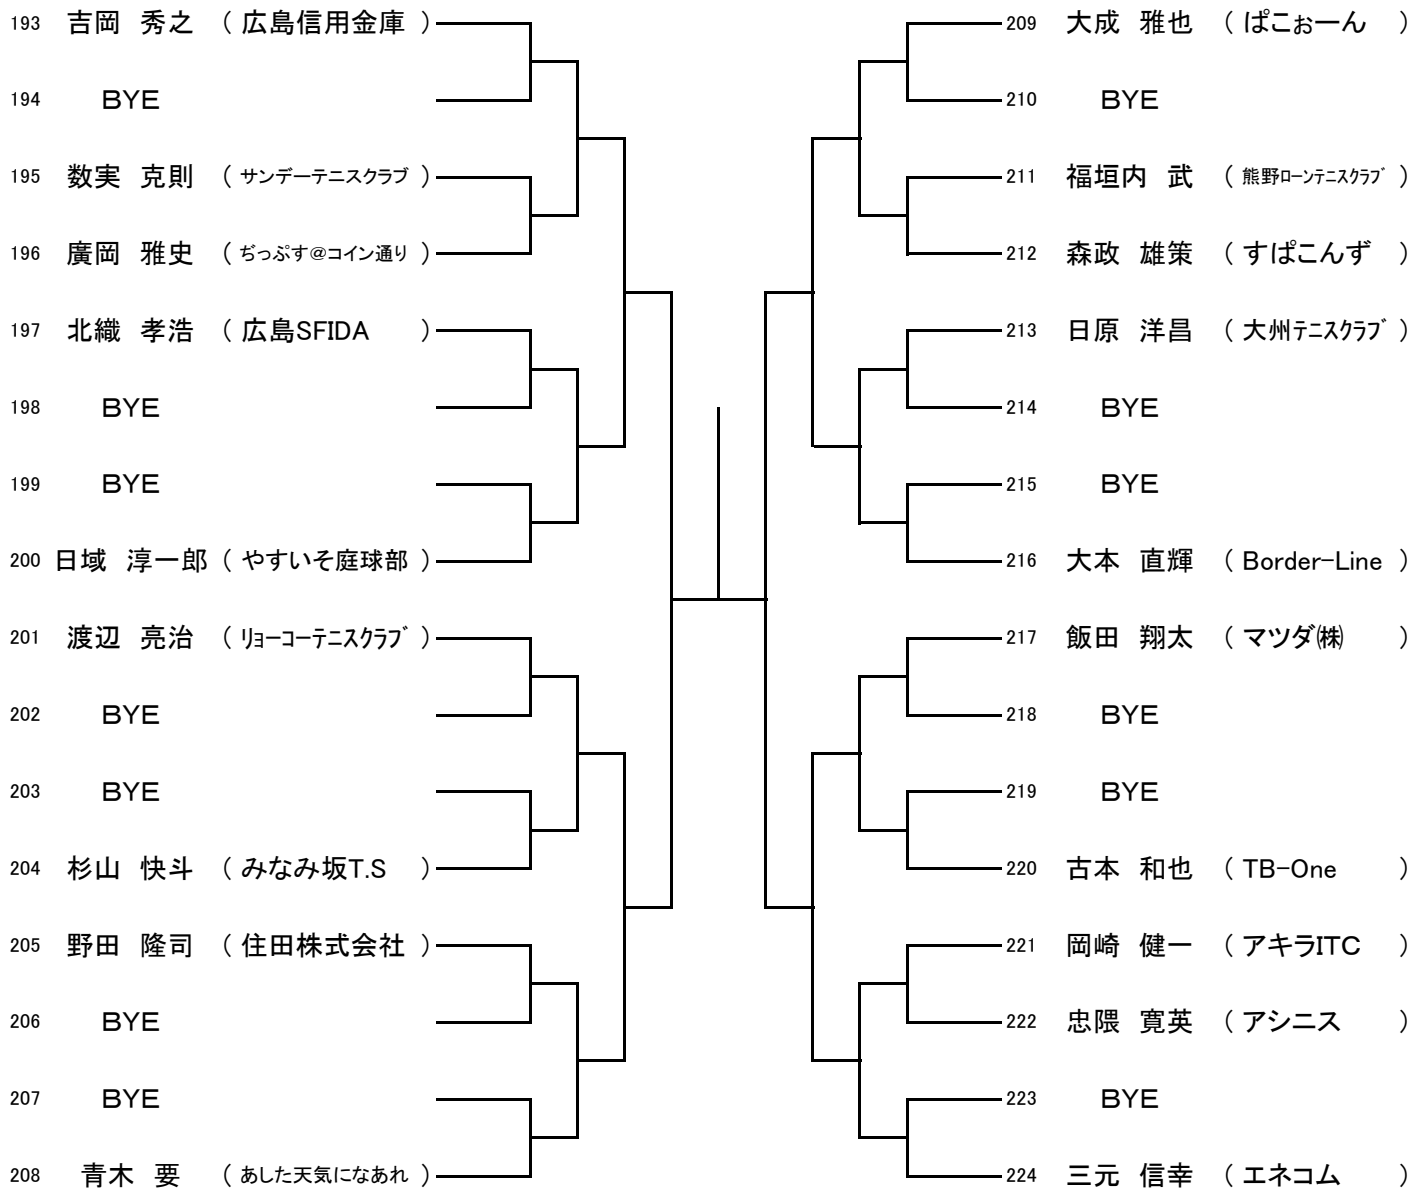 193 吉岡 秀之 ( 広島信用金庫 )
194 BYE
195 数実 克則 ( サンデーテニスクラブ )
196 廣岡 雅史 ( ぢっぷす@コイン通り )
197 北織 孝浩 ( 広島SFIDA )
198 BYE
199 BYE
200 日域 淳一郎 ( やすいそ庭球部 )
201 渡辺 亮治 ( ﾘｮｰｺｰﾃﾆｽｸﾗﾌﾞ )
202 BYE
203 BYE
204 杉山 快斗 ( みなみ坂T.S )
205 野田 隆司 ( 住田株式会社 )
206 BYE
207 BYE
208 青木 要 ( あした天気になあれ )
209 大成 雅也 ( ぱこぉーん )
210 BYE
211 福垣内 武 ( 熊野ﾛｰﾝﾃﾆｽｸﾗﾌﾞ )
212 森政 雄策 ( すぱこんず )
213 日原 洋昌 ( 大州ﾃﾆｽｸﾗﾌﾞ )
214 BYE
215 BYE
216 大本 直輝 ( Border-Line )
217 飯田 翔太 ( マツダ㈱ )
218 BYE
219 BYE
220 古本 和也 ( TB-One )
221 岡崎 健一 ( アキラITC )
222 忠隈 寛英 ( アシニス )
223 BYE
224 三元 信幸 ( エネコム )